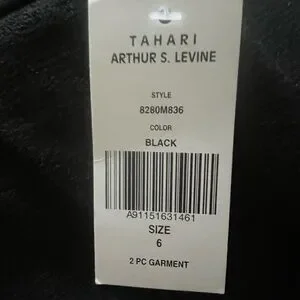 TAHARI
ARTHUR S. LEVINE
STYLE
8280M836
COLOR
BLACK
A91151631461
SIZE
6
2 PC GARMENT